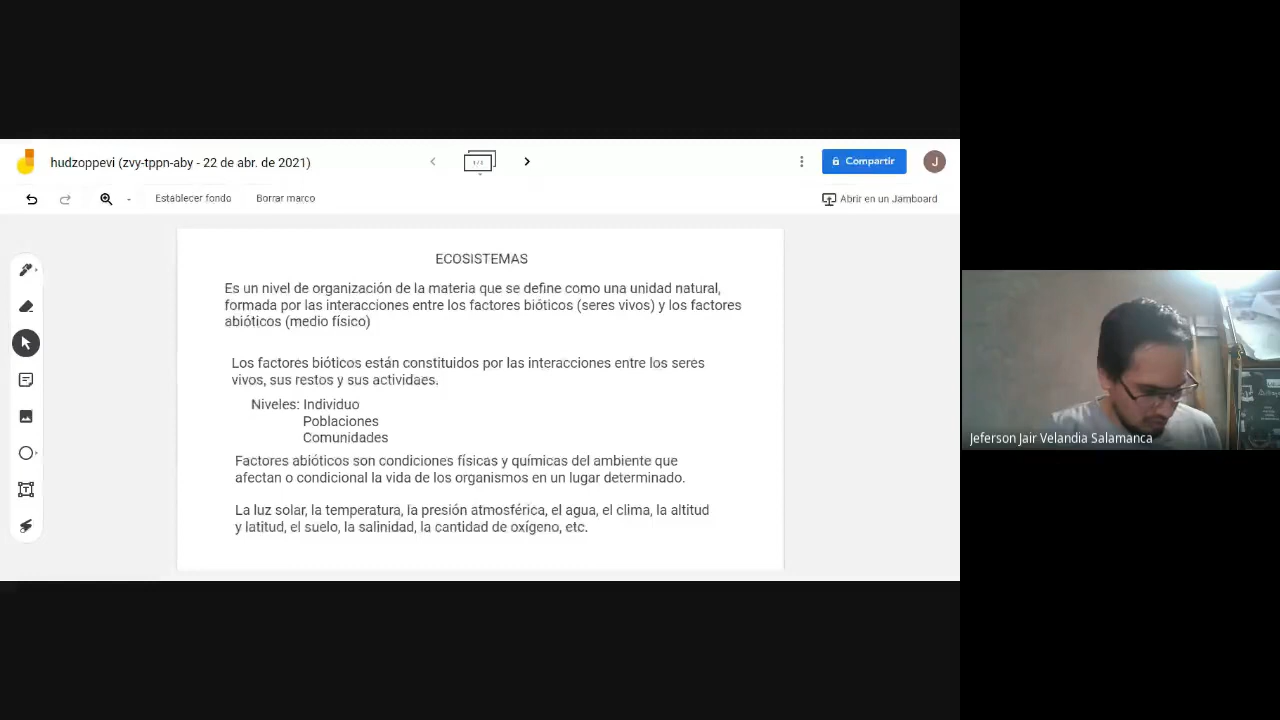 hudzoppevi (zvy-tppn-aby - 22 de abr. de 2021)
Compartir
J
Establecer fondo
Borrar marco
Abrir en un Jamboard
ECOSISTEMAS
Es un nivel de organización de la materia que se define como una unidad natural,
formada por las interacciones entre los factores bióticos (seres vivos) y los factores
abióticos (medio físico)
Los factores bióticos están constituidos por las interacciones entre los seres
vivos, sus restos y sus actividaes.
Niveles: Individuo
Poblaciones
Comunidades
Factores abióticos son condiciones físicas y químicas del ambiente que
afectan o condicional la vida de los organismos en un lugar determinado.
La luz solar, la temperatura, la presión atmosférica, el agua, el clima, la altitud
y latitud, el suelo, la salinidad, la cantidad de oxígeno, etc.
Jeferson Jair Velandia Salamanca